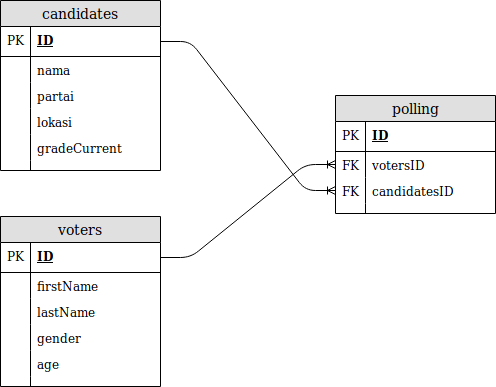 candidates
PK ID
nama
partai
lokasi
gradeCurrent
polling
PK ID
FK votersID
FK candidatesID
voters
PK ID
firstName
lastName
gender
age